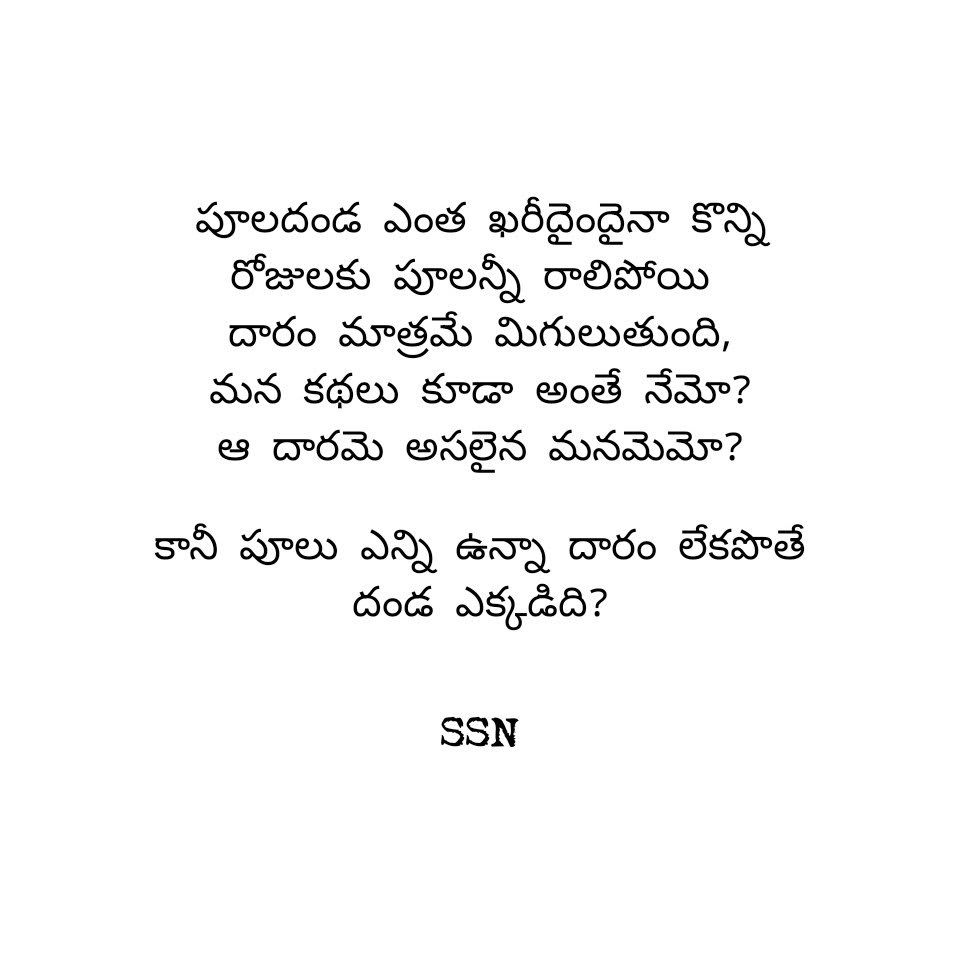 పూలదండ ఎంత ఖరీదైందైనా కొన్ని
రోజులకు పూలన్నీ రాలిపోయి
దారం మాత్రమే మిగులుతుంది,
మన కథలు కూడా అంతే నేమో?
ఆ దారమె అసలైన మనమెమో?
కానీ పూలు ఎన్ని ఉన్నా దారం లేకపొతే
దండ ఎక్కడిది?
SSN